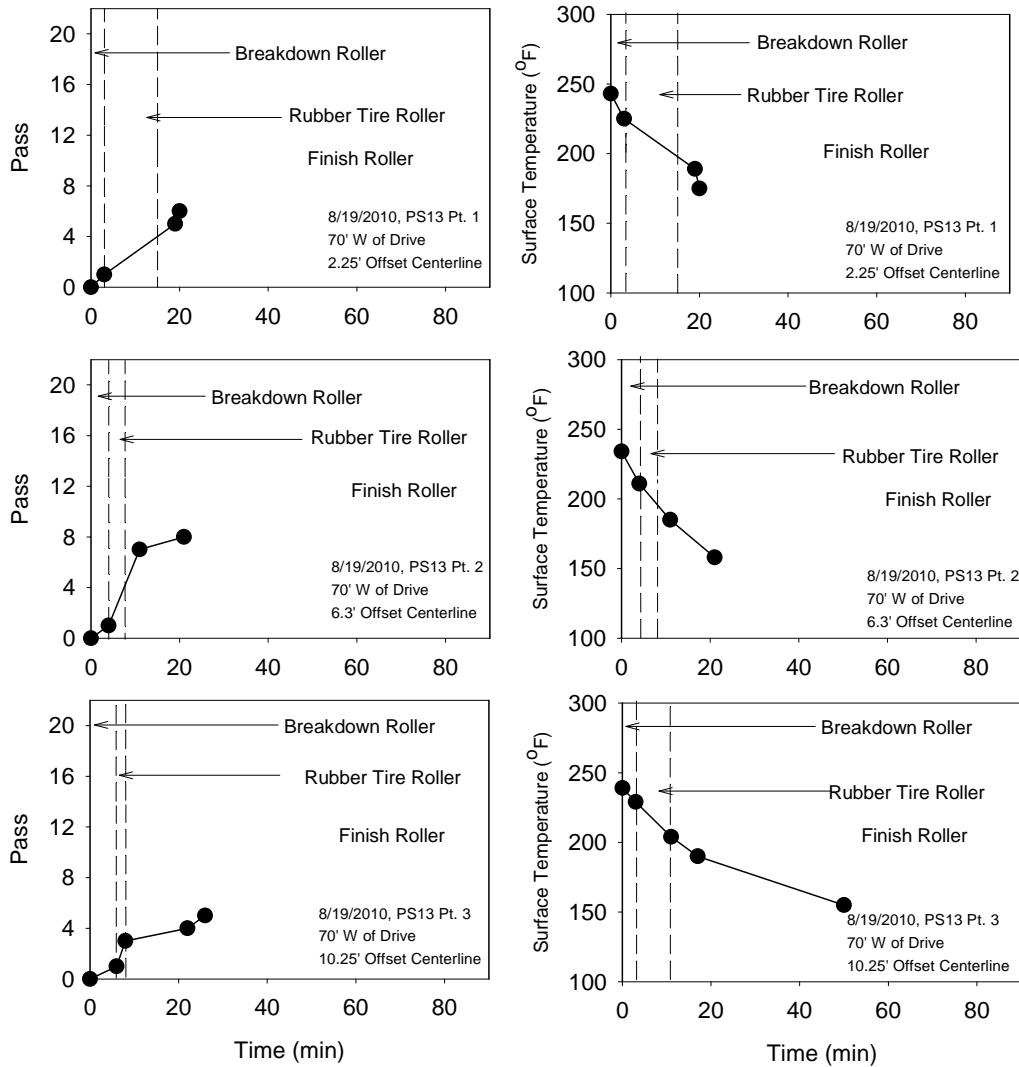 Pass
22
20
16
12
8
4
0
Breakdown Roller
Rubber Tire Roller
Finish Roller
8/19/2010, PS13 Pt. 1
70' W of Drive
2.25' Offset Centerline
0 20 40 60 80
Surface Temperature (°F)
300
250
200
150
100
Breakdown Roller
Rubber Tire Roller
Finish Roller
8/19/2010, PS13 Pt. 1
70' W of Drive
2.25' Offset Centerline
0 20 40 60 80
Pass
20
16
12
8
4
0
Breakdown Roller
Rubber Tire Roller
Finish Roller
8/19/2010, PS13 Pt. 2
70' W of Drive
6.3' Offset Centerline
0 20 40 60 80
Surface Temperature (°F)
300
250
200
150
100
Breakdown Roller
Rubber Tire Roller
Finish Roller
8/19/2010, PS13 Pt. 2
70' W of Drive
6.3' Offset Centerline
0 20 40 60 80
Pass
20
16
12
8
4
0
Breakdown Roller
Rubber Tire Roller
Finish Roller
8/19/2010, PS13 Pt. 3
70' W of Drive
10.25' Offset Centerline
0 20 40 60 80
Time (min)
Surface Temperature (°F)
300
250
200
150
100
Breakdown Roller
Rubber Tire Roller
Finish Roller
8/19/2010, PS13 Pt. 3
70' W of Drive
10.25' Offset Centerline
0 20 40 60 80
Time (min)